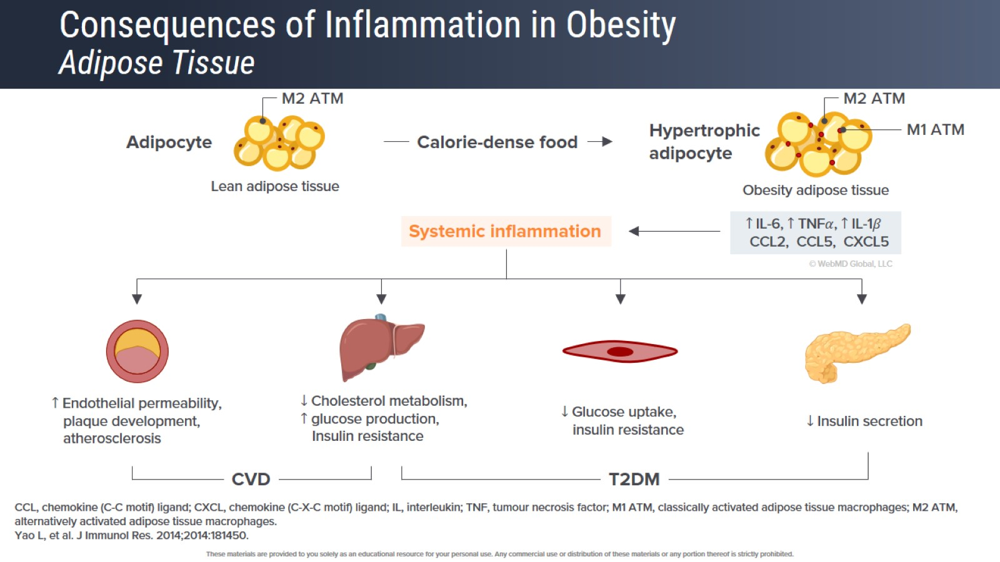 Consequences of Inflammation in Obesity
Adipose Tissue
M2 ATM
Adipocyte
Lean adipose tissue
Calorie-dense food
M2 ATM
M1 ATM
Hypertrophic
adipocyte
Obesity adipose tissue
↑ IL-6, ↑ TNFα, ↑ IL-1β
CCL2, CCL5, CXCL5
© WebMD Global, LLC
Systemic inflammation
↑ Endothelial permeability,
plaque development,
atherosclerosis
↓ Cholesterol metabolism,
↑ glucose production,
Insulin resistance
↓ Glucose uptake,
insulin resistance
↓ Insulin secretion
CVD
T2DM
CCL, chemokine (C-C motif) ligand; CXCL, chemokine (C-X-C motif) ligand; IL, interleukin; TNF, tumour necrosis factor; M1 ATM, classically activated adipose tissue macrophages; M2 ATM,
alternatively activated adipose tissue macrophages.
Yao L, et al. J Immunol Res. 2014;2014:181450.
These materials are provided to you solely as an educational resource for your personal use. Any commercial use or distribution of these materials or any portion thereof is strictly prohibited.